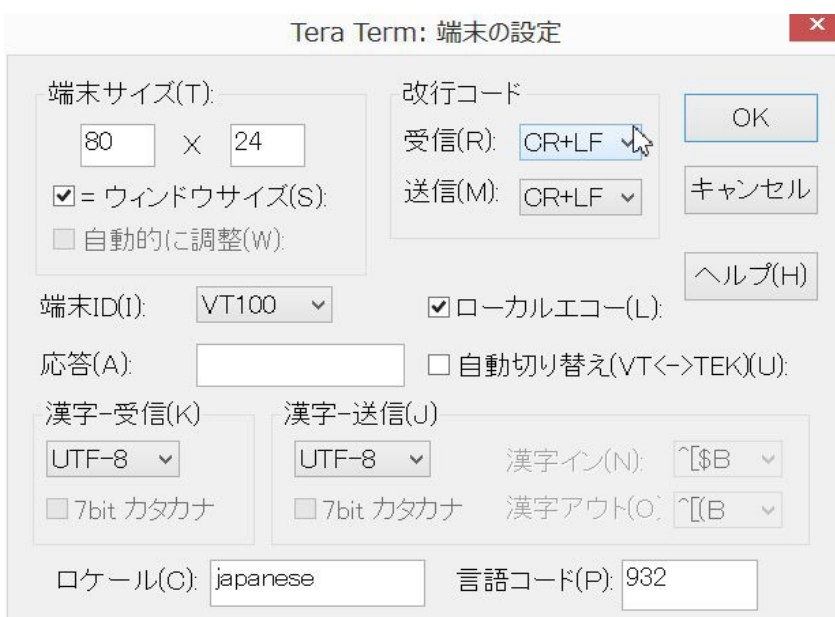 Tera Term: 端末の設定
端末サイズ(T):
80 X 24
= ウィンドウサイズ(S):
自動的に調整(W):
改行コード
受信(R): CR+LF
送信(M): CR+LF
OK
キャンセル
ヘルプ(H)
端末ID(I): VT100
ローカルエコー(L):
応答(A):
自動切り替え(VT<->TEK)(U):
漢字-受信(K)
UTF-8
7bit カタカナ
漢字-送信(J)
UTF-8
7bit カタカナ
漢字イン(N): ^[$B
漢字アウト(O) ^[(B
ロケール(C): japanese
言語コード(P): 932